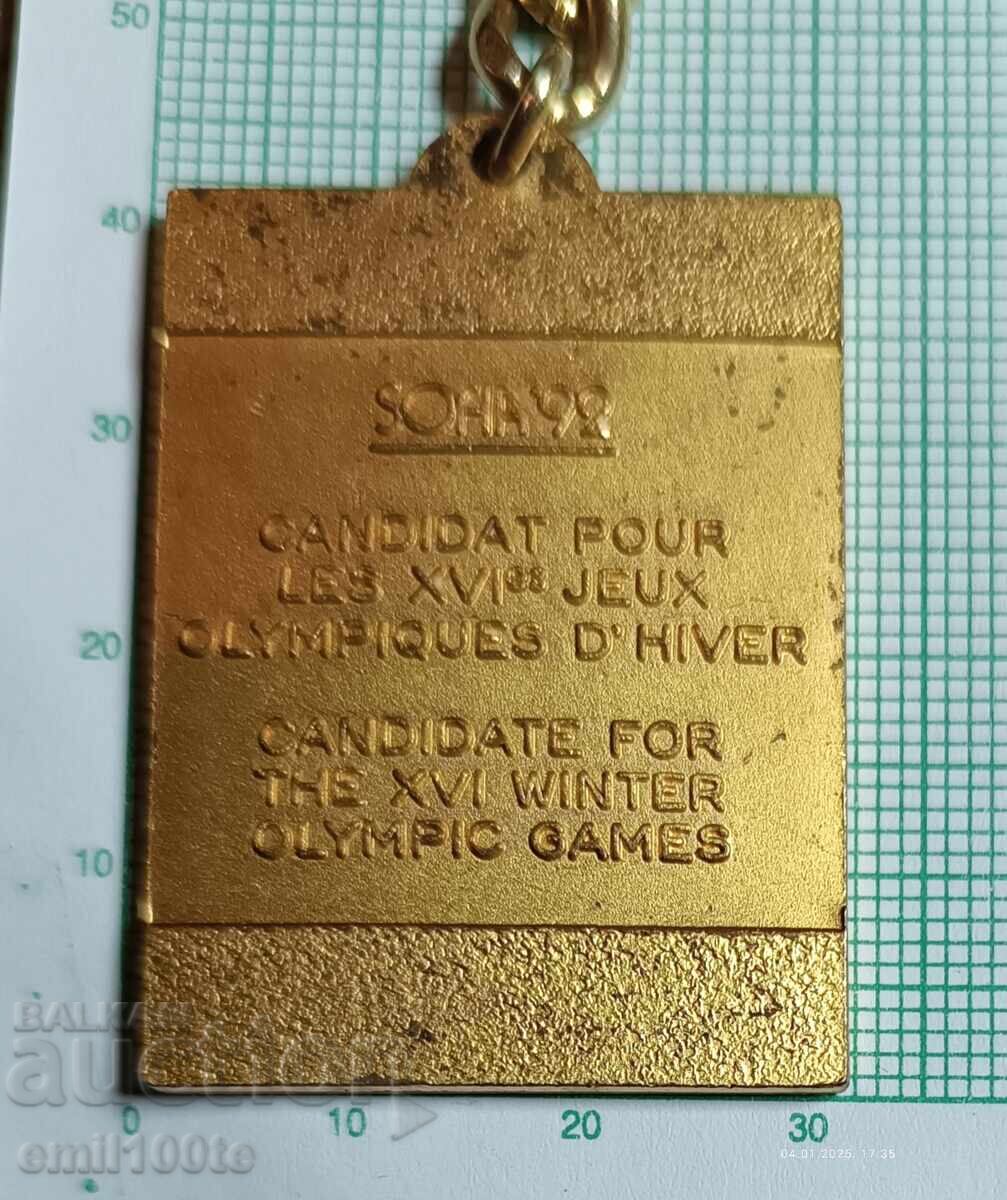 50
40
30
20
10
0 10 20 30
SOFIA'92
CANDIDAT POUR
LES XVIes JEUX
OLYMPIQUES D'HIVER
CANDIDATE FOR
THE XVI WINTER
OLYMPIC GAMES
BALKAN
auction
emil100te
04.01.2025, 17:35